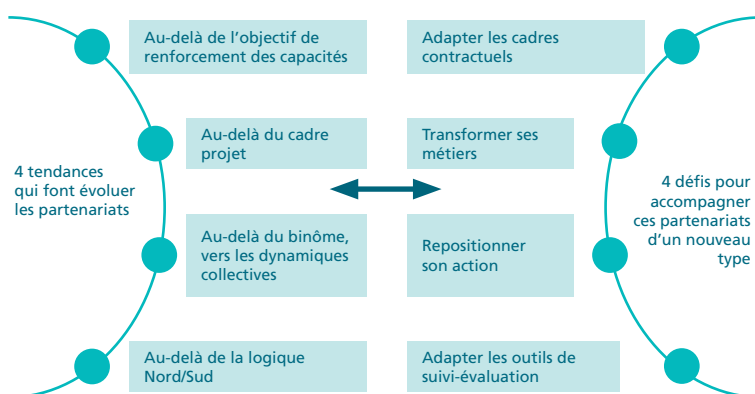 4 tendances
qui font évoluer
les partenariats
Au-delà de l’objectif de
renforcement des capacités
Au-delà du cadre
projet
Au-delà du binôme,
vers les dynamiques
collectives
Au-delà de la logique
Nord/Sud
Adapter les cadres
contractuels
Transformer ses
métiers
Repositionner
son action
Adapter les outils de
suivi-évaluation
4 défis pour
accompagner
ces partenariats
d’un nouveau
type